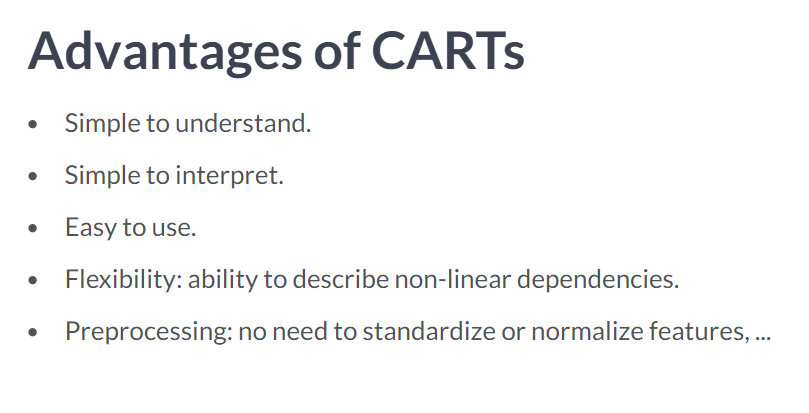 Advantages of CARTs
• Simple to understand.
• Simple to interpret.
• Easy to use.
• Flexibility: ability to describe non-linear dependencies.
• Preprocessing: no need to standardize or normalize features, ...